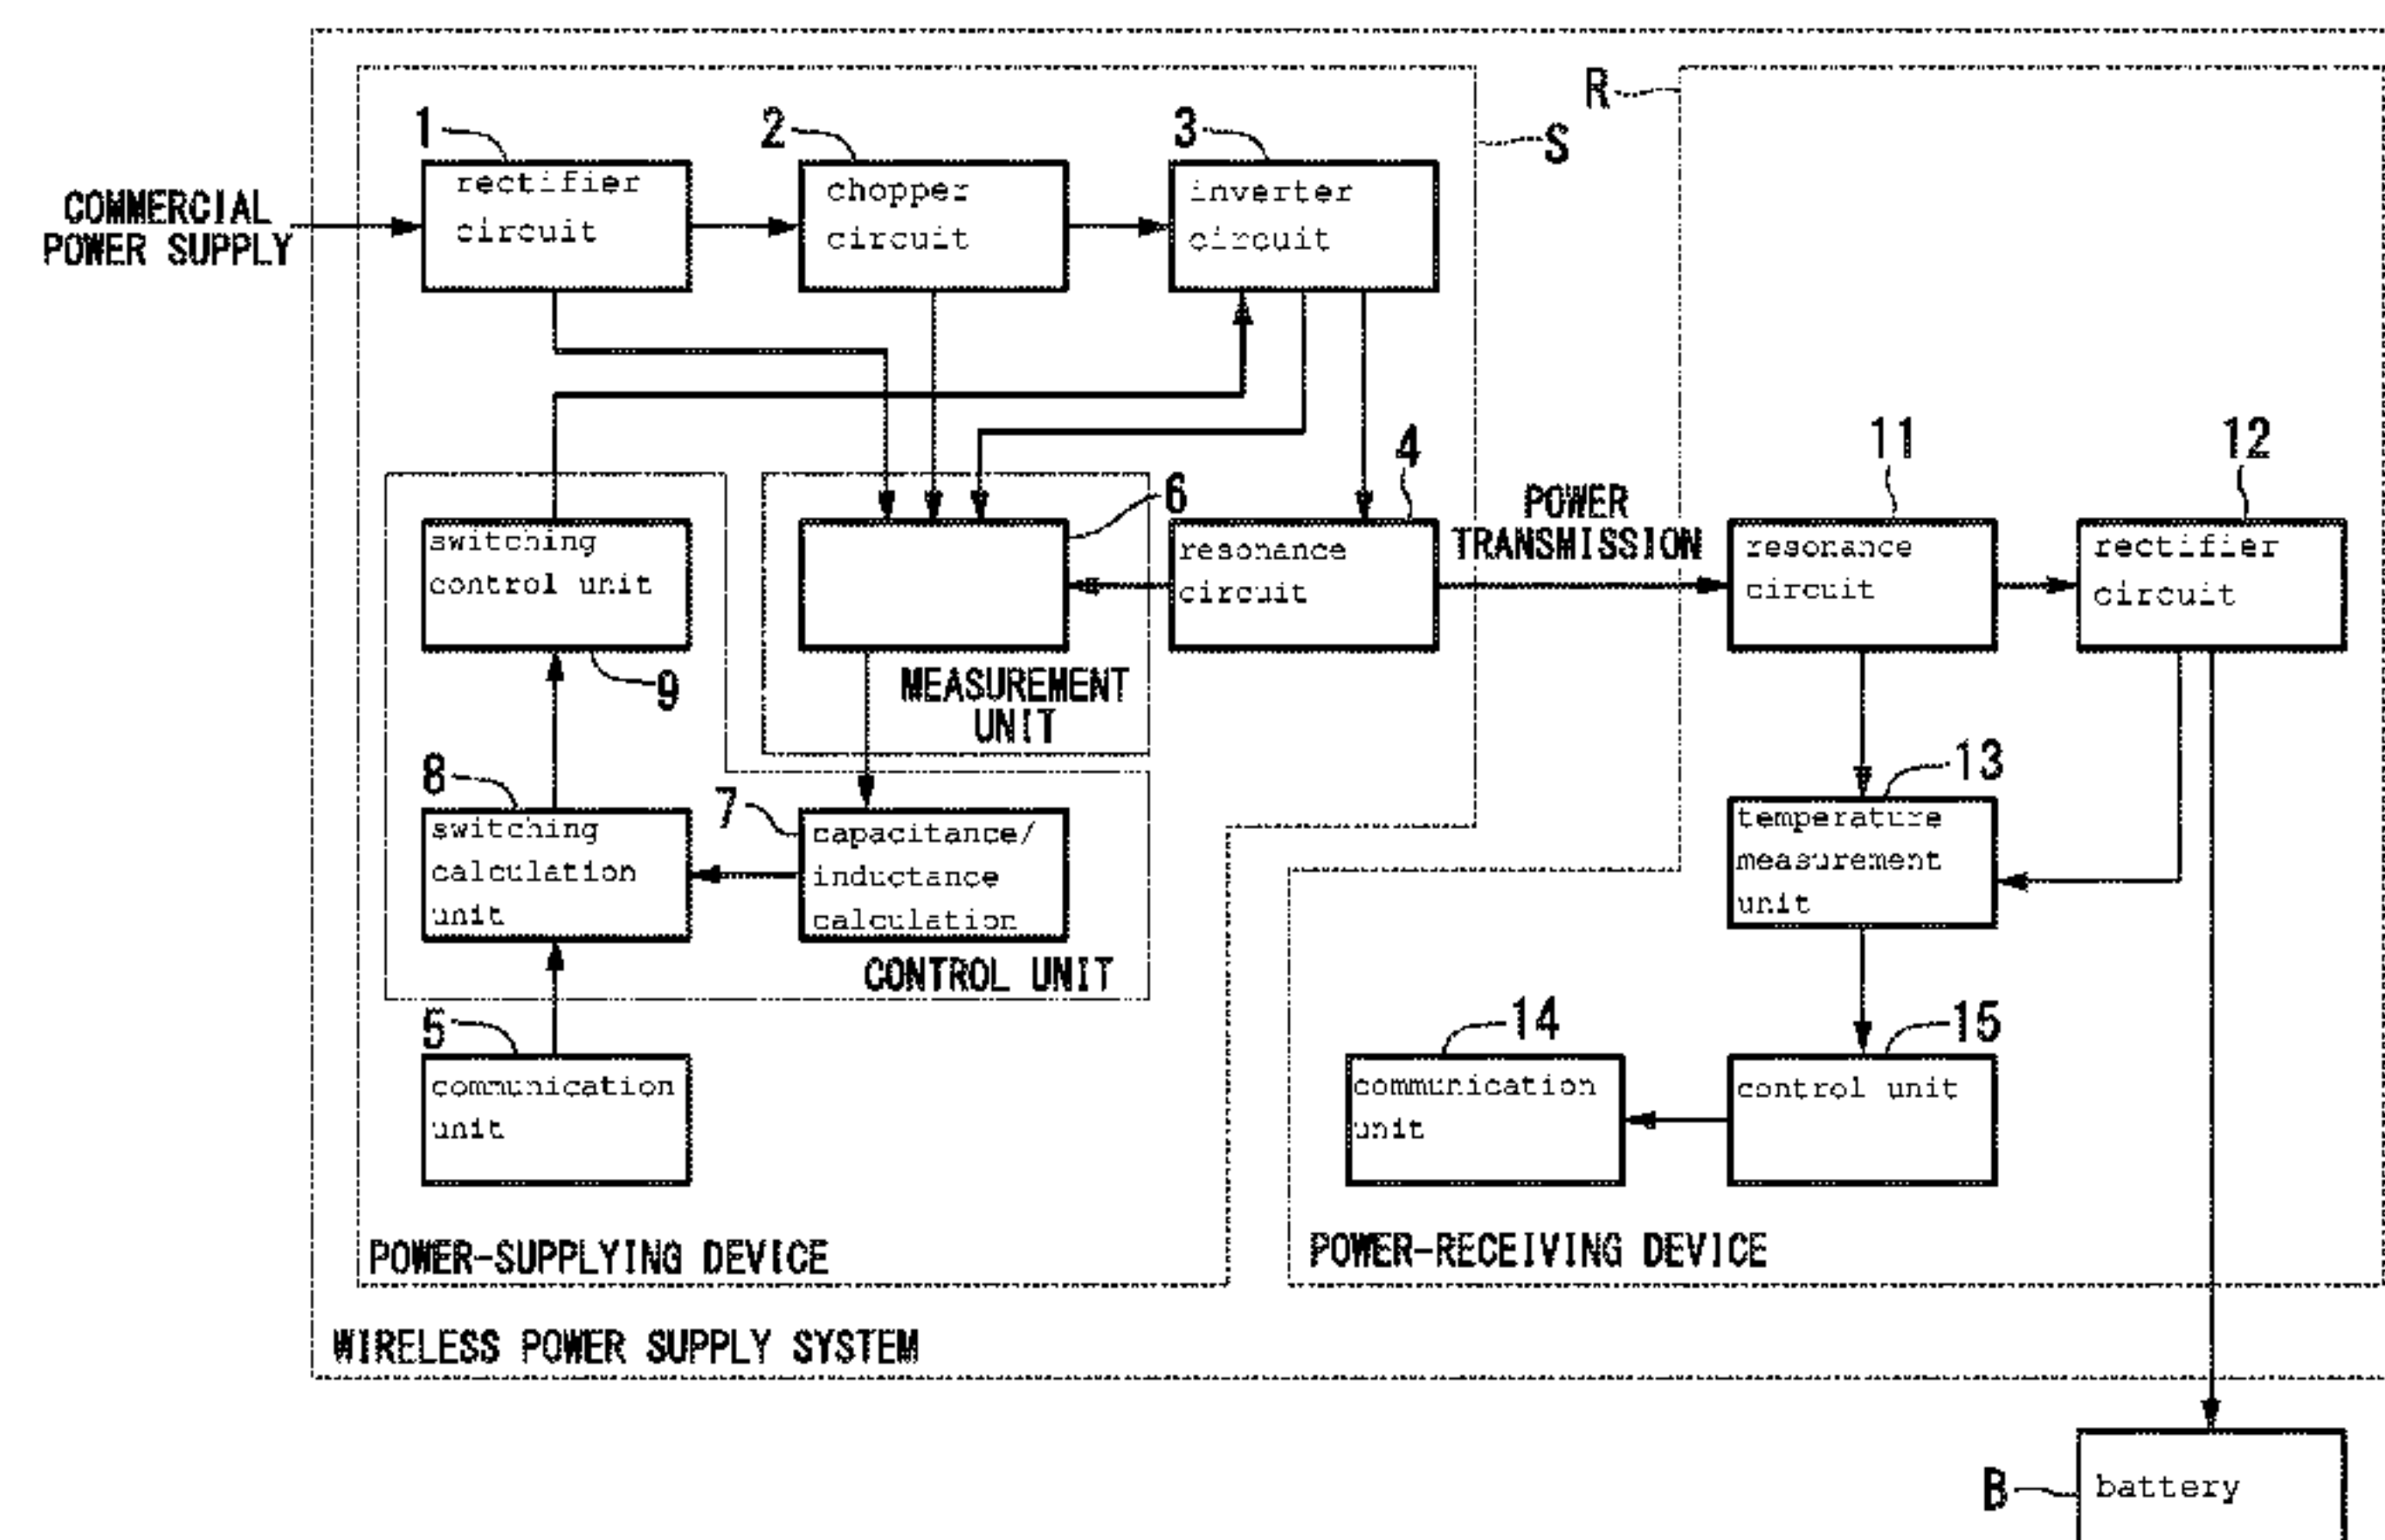 R
1
2
3
S
rectifier
circuit
chopper
circuit
inverter
circuit
COMMERCIAL
POWER SUPPLY
4
11
12
6
POWER
TRANSMISSION
switching
control unit
resonance
circuit
resonance
circuit
rectifier
circuit
9
MEASUREMENT
UNIT
8
7
13
switching
calculation
unit
capacitance/
inductance
calculation
temperature
measurement
unit
CONTROL UNIT
5
14
15
communication
unit
communication
unit
control unit
POWER-SUPPLYING DEVICE
POWER-RECEIVING DEVICE
WIRELESS POWER SUPPLY SYSTEM
B
battery